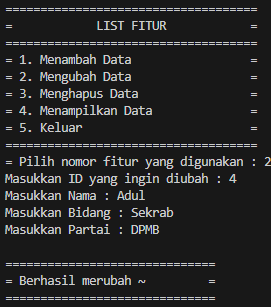 ====================================
=            LIST FITUR            =
====================================
= 1. Menambah Data                 =
= 2. Mengubah Data                 =
= 3. Menghapus Data                =
= 4. Menampilkan Data              =
= 5. Keluar                        =
====================================
= Pilih nomor fitur yang digunakan : 2
Masukkan ID yang ingin diubah : 4
Masukkan Nama : Adul
Masukkan Bidang : Sekrab
Masukkan Partai : DPMB

==============================
= Berhasil merubah ~         =
==============================